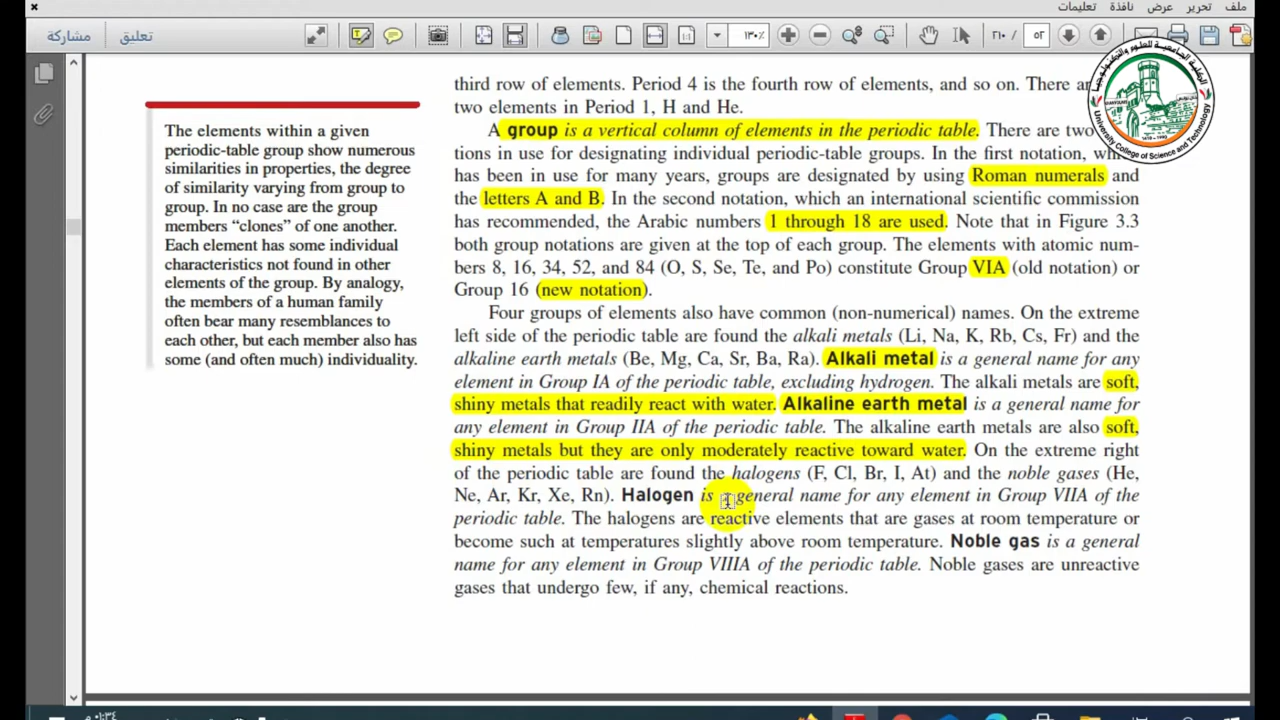 ملف تحرير عرض نافذة تعليمات
مشاركة تعليق ١٣٠٪ ٢١٠ / ٥٢
third row of elements. Period 4 is the fourth row of elements, and so on. There are
two elements in Period 1, H and He.
A group is a vertical column of elements in the periodic table. There are two
tions in use for designating individual periodic-table groups. In the first notation,
has been in use for many years, groups are designated by using Roman numerals and
the letters A and B. In the second notation, which an international scientific commission
has recommended, the Arabic numbers 1 through 18 are used. Note that in Figure 3.3
both group notations are given at the top of each group. The elements with atomic num-
bers 8, 16, 34, 52, and 84 (O, S, Se, Te, and Po) constitute Group VIA (old notation) or
Group 16 (new notation).
Four groups of elements also have common (non-numerical) names. On the extreme
left side of the periodic table are found the alkali metals (Li, Na, K, Rb, Cs, Fr) and the
alkaline earth metals (Be, Mg, Ca, Sr, Ba, Ra). Alkali metal is a general name for any
element in Group IA of the periodic table, excluding hydrogen. The alkali metals are soft,
shiny metals that readily react with water. Alkaline earth metal is a general name for
any element in Group IIA of the periodic table. The alkaline earth metals are also soft,
shiny metals but they are only moderately reactive toward water. On the extreme right
of the periodic table are found the halogens (F, Cl, Br, I, At) and the noble gases (He,
Ne, Ar, Kr, Xe, Rn). Halogen is a general name for any element in Group VIIA of the
periodic table. The halogens are reactive elements that are gases at room temperature or
become such at temperatures slightly above room temperature. Noble gas is a general
name for any element in Group VIIIA of the periodic table. Noble gases are unreactive
gases that undergo few, if any, chemical reactions.
The elements within a given
periodic-table group show numerous
similarities in properties, the degree
of similarity varying from group to
group. In no case are the group
members “clones” of one another.
Each element has some individual
characteristics not found in other
elements of the group. By analogy,
the members of a human family
often bear many resemblances to
each other, but each member also has
some (and often much) individuality.
الكلية الجامعية للعلوم والتكنولوجيا
University College of Science and Technology